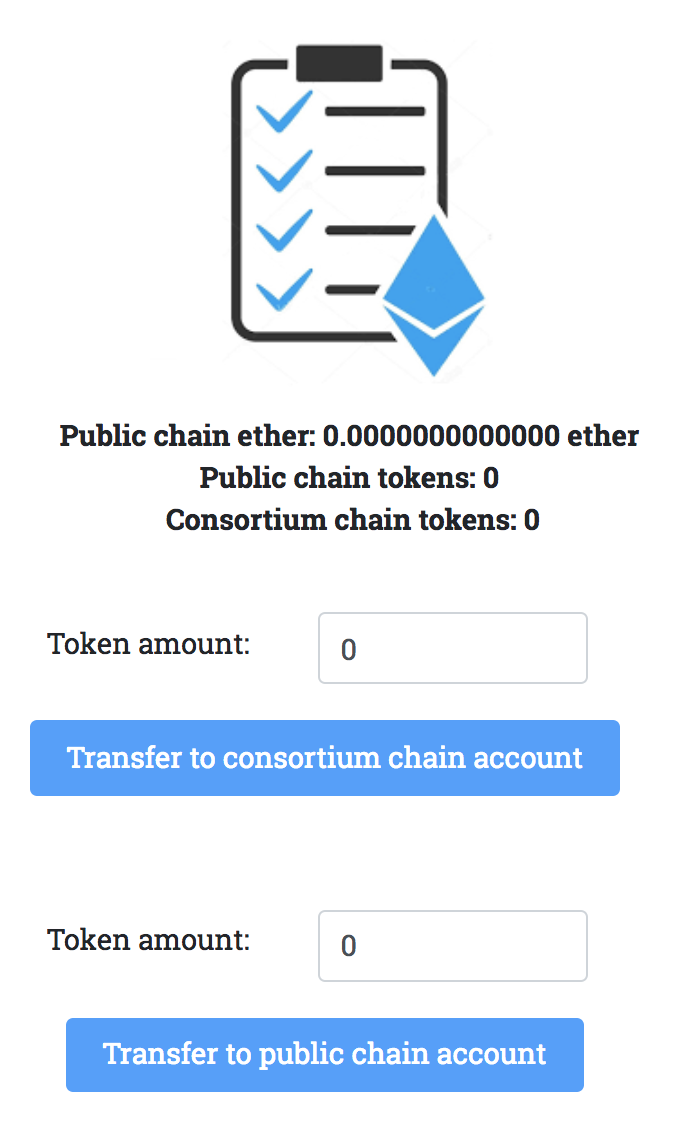 Public chain ether: 0.0000000000000 ether
Public chain tokens: 0
Consortium chain tokens: 0
Token amount: 0
Transfer to consortium chain account
Token amount: 0
Transfer to public chain account